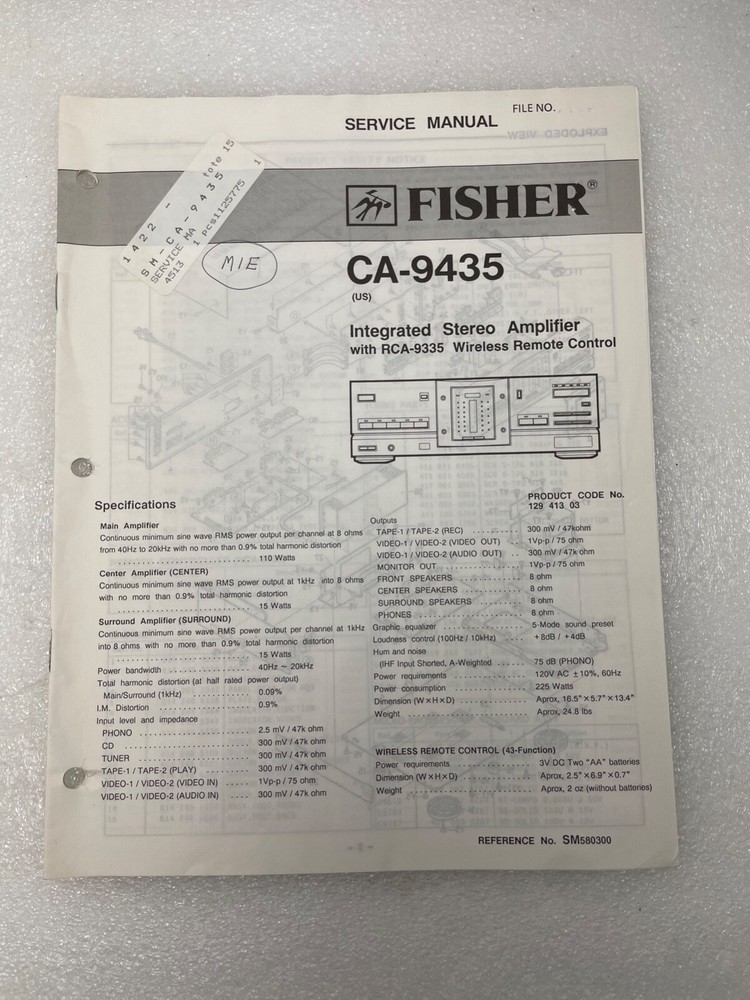 FILE NO.
SERVICE MANUAL
EXPLODED VIEW
1422 - tote 15
SM-CA-9435
SERVICE MA 1
4513 1 pcs1125775
M1E
FISHER®
CA-9435
(US)
Integrated Stereo Amplifier
with RCA-9335 Wireless Remote Control
Specifications
Main Amplifier
Continuous minimum sine wave RMS power output per channel at 8 ohms
from 40Hz to 20kHz with no more than 0.9% total harmonic distortion
110 Watts
Center Amplifier (CENTER)
Continuous minimum sine wave RMS power output at 1kHz into 8 ohms
with no more than 0.9% total harmonic distortion
15 Watts
Surround Amplifier (SURROUND)
Continuous minimum sine wave RMS power output per channel at 1kHz
into 8 ohms with no more than 0.9% total harmonic distortion
15 Watts
Power bandwidth 40Hz ~ 20kHz
Total harmonic distortion (at half rated power output)
Main/Surround (1kHz) 0.09%
I.M. Distortion 0.9%
Input level and impedance
PHONO 2.5 mV / 47k ohm
CD 300 mV / 47k ohm
TUNER 300 mV / 47k ohm
TAPE-1 / TAPE-2 (PLAY) 300 mV / 47k ohm
VIDEO-1 / VIDEO-2 (VIDEO IN) 1Vp-p / 75 ohm
VIDEO-1 / VIDEO-2 (AUDIO IN) 300 mV / 47k ohm
PRODUCT CODE No.
129 413 03
Outputs
TAPE-1 / TAPE-2 (REC) 300 mV / 47kohm
VIDEO-1 / VIDEO-2 (VIDEO OUT) 1Vp-p / 75 ohm
VIDEO-1 / VIDEO-2 (AUDIO OUT) 300 mV / 47k ohm
MONITOR OUT 1Vp-p / 75 ohm
FRONT SPEAKERS 8 ohm
CENTER SPEAKERS 8 ohm
SURROUND SPEAKERS 8 ohm
PHONES 8 ohm
Graphic equalizer 5-Mode sound preset
Loudness control (100Hz / 10kHz) +8dB / +4dB
Hum and noise
(IHF Input Shorted, A-Weighted 75 dB (PHONO)
Power requirements 120V AC ±10%, 60Hz
Power consumption 225 Watts
Dimension (W×H×D) Aprox, 16.5"×5.7"×13.4"
Weight Aprox, 24.8 lbs
WIRELESS REMOTE CONTROL (43-Function)
Power requirements 3V DC Two "AA" batteries
Dimension (W×H×D) Aprox, 2.5"×6.9"×0.7"
Weight Aprox, 2 oz (without batteries)
REFERENCE No. SM580300